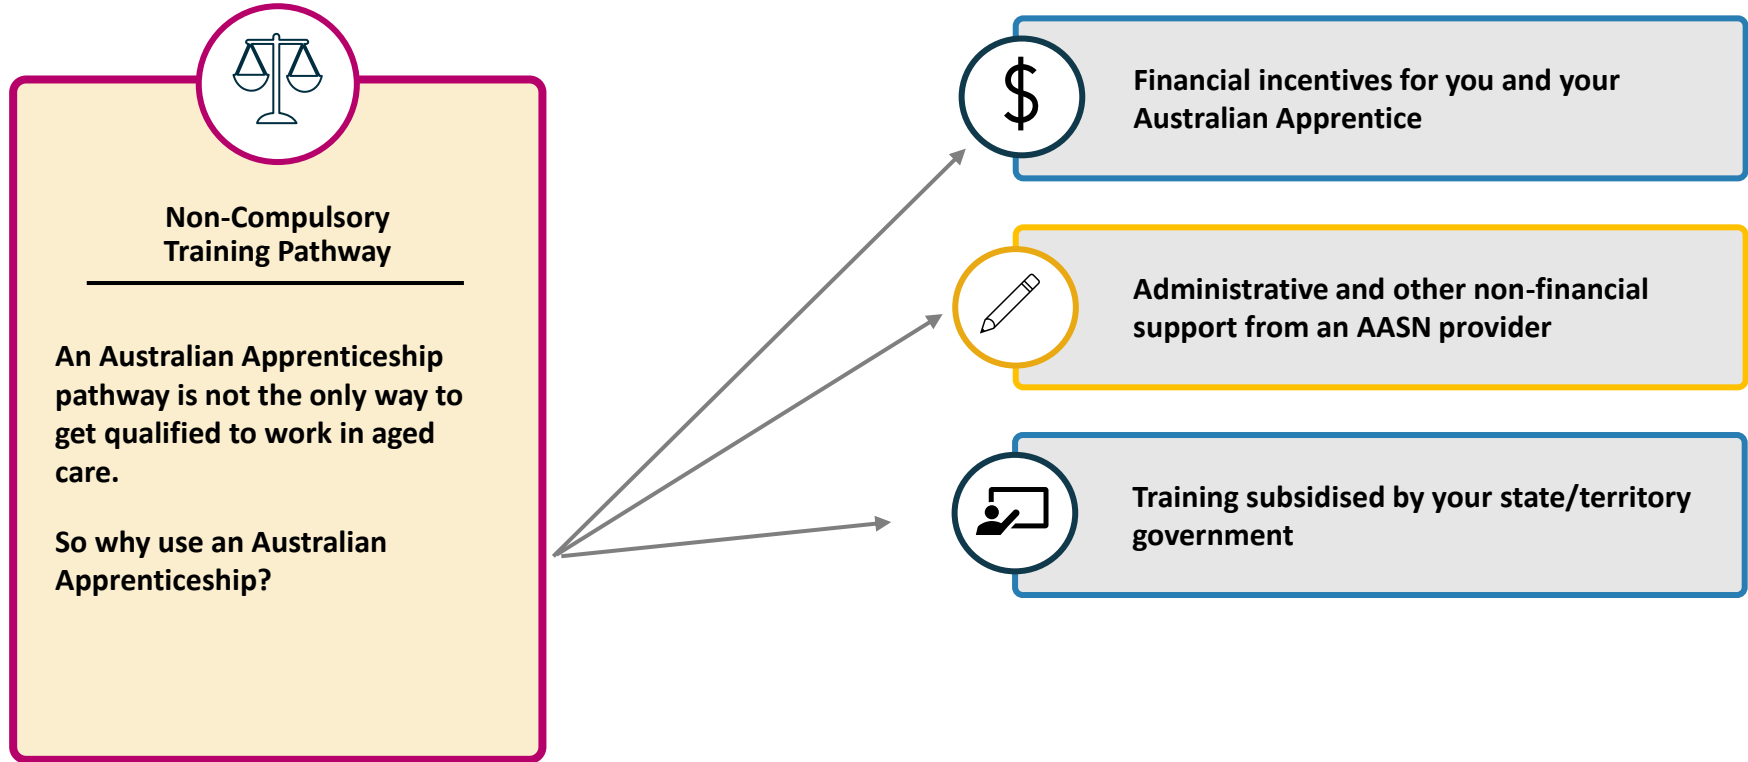 Non-Compulsory
Training Pathway
An Australian Apprenticeship
pathway is not the only way to
get qualified to work in aged
care.
So why use an Australian
Apprenticeship?
$
Financial incentives for you and your
Australian Apprentice
Administrative and other non-financial
support from an AASN provider
Training subsidised by your state/territory
government